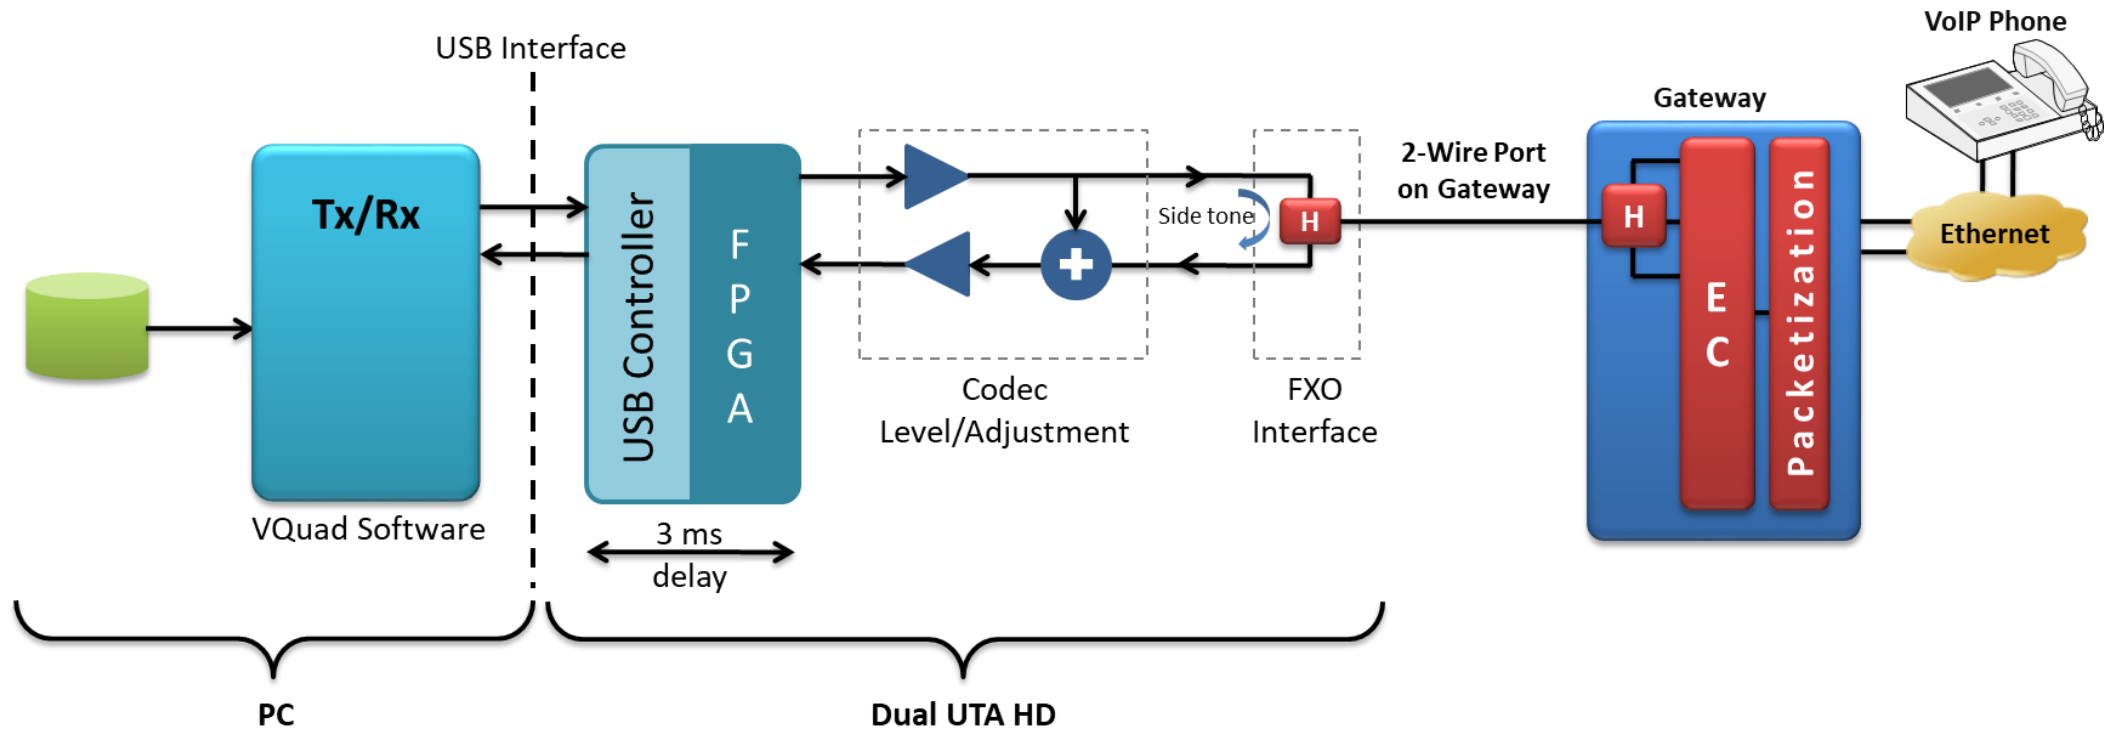 VoIP Phone
USB Interface
Gateway
Tx/Rx
USB Controller
F
P
G
A
Side tone
H
2-Wire Port
on Gateway
H
E
C
Packetization
Ethernet
Codec
Level/Adjustment
FXO
Interface
VQuad Software
3 ms
delay
PC
Dual UTA HD